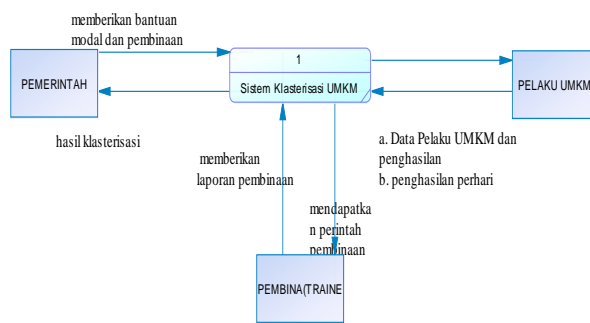 memberikan bantuan
modal dan pembinaan
1
PEMERINTAH
Sistem Klasterisasi UMKM
PELAKU UMKM
hasil klasterisasi
a. Data Pelaku UMKM dan
penghasilan
b. penghasilan perhari
memberikan
laporan pembinaan
mendapatka
n perintah
pembinaan
PEMBINA(TRAINE